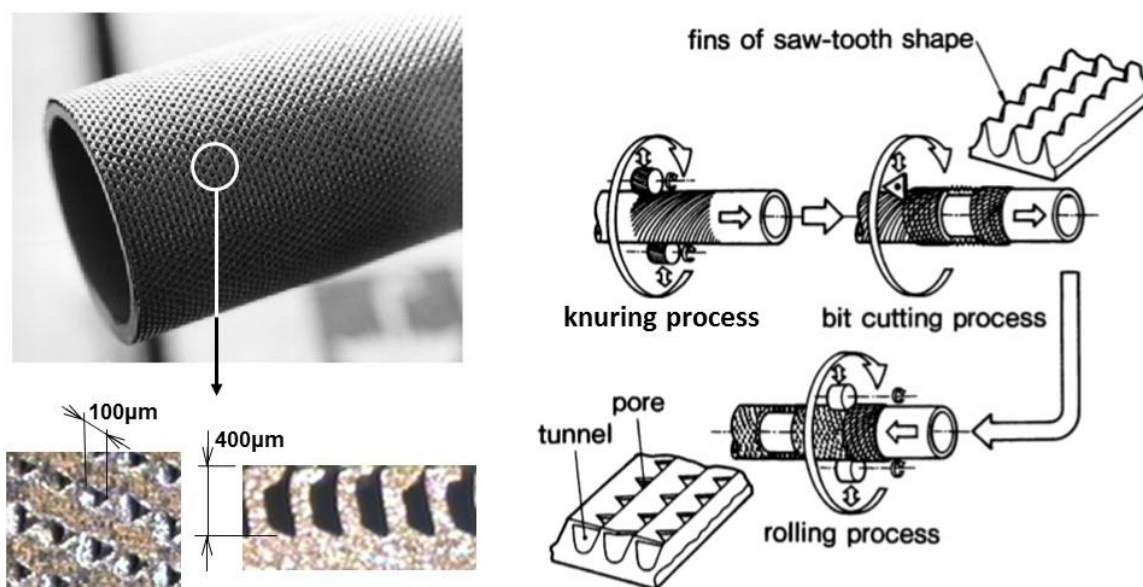 100µm
400µm
fins of saw-tooth shape
knuring process
bit cutting process
pore
tunnel
rolling process